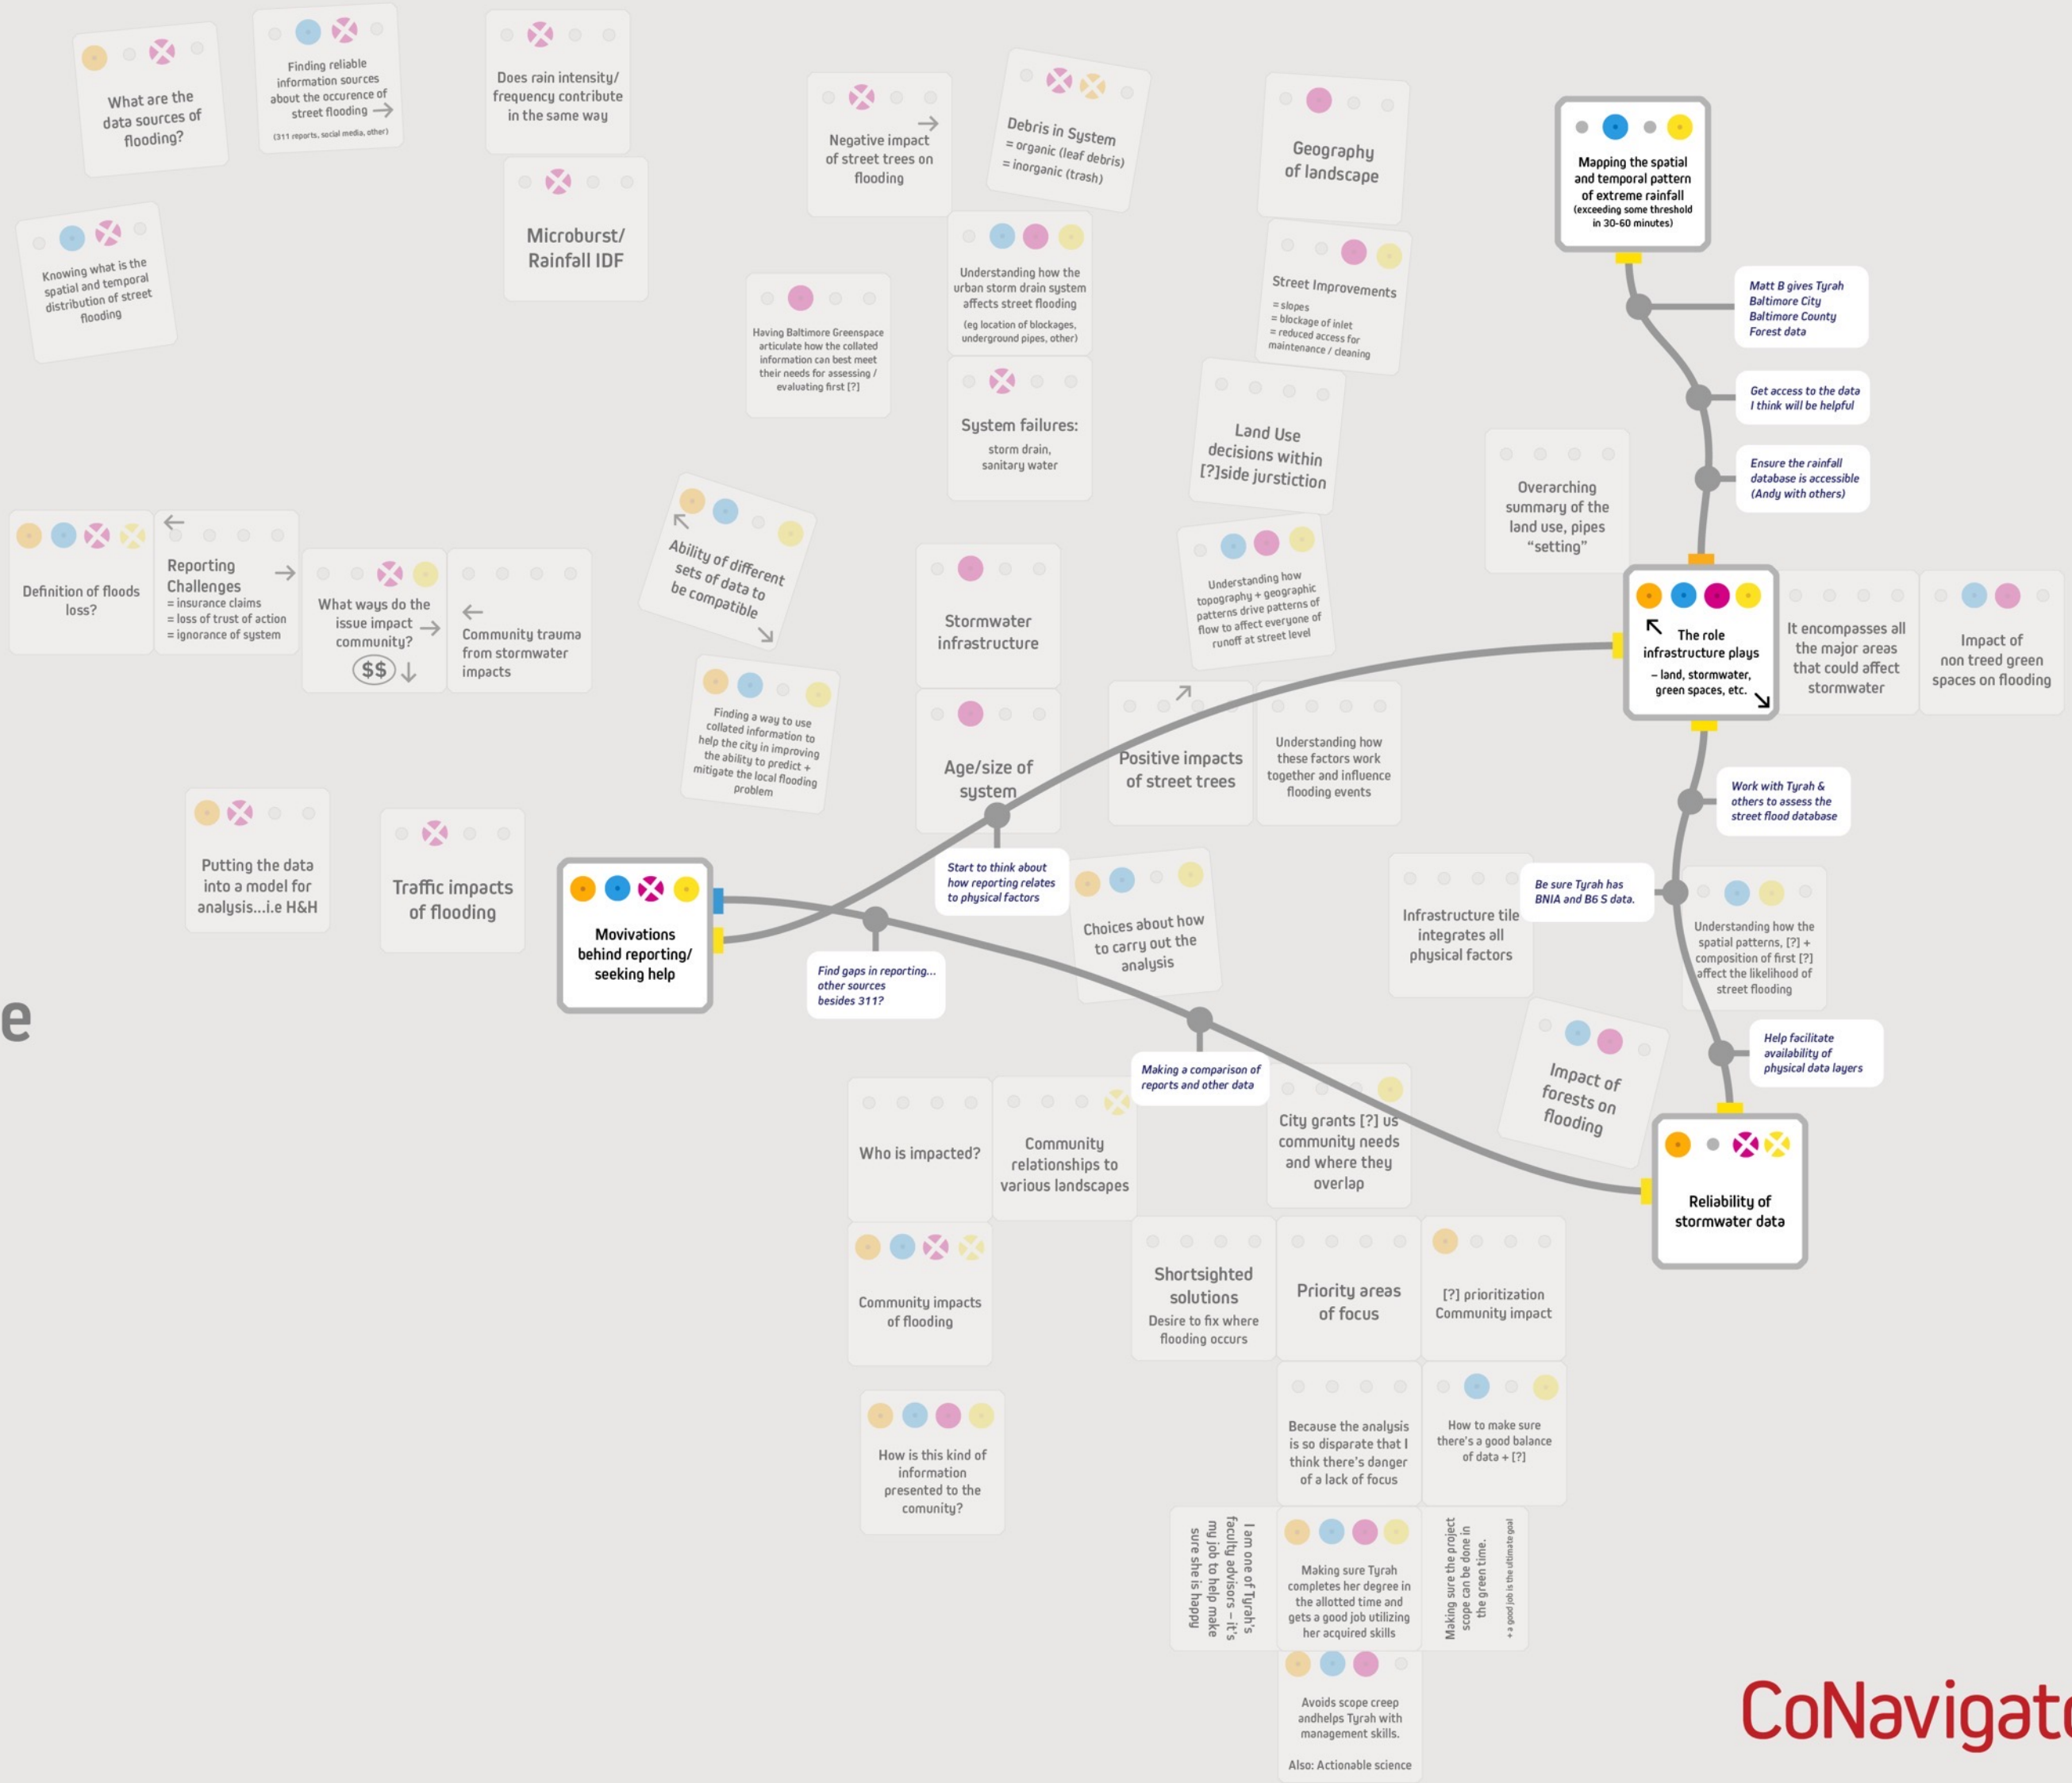 What are the
data sources of
flooding?
Finding reliable
information sources
about the occurence of
street flooding
(311 reports, social media, other)
Does rain intensity/
frequency contribute
in the same way
Microburst/
Rainfall IDF
Knowing what is the
spatial and temporal
distribution of street
flooding
Negative impact
of street trees on
flooding
Debris in System
= organic (leaf debris)
= inorganic (trash)
Geography
of landscape
Mapping the spatial
and temporal pattern
of extreme rainfall
(exceeding some threshold
in 30-60 minutes)
Understanding how the
urban storm drain system
affects street flooding
(eg location of blockages,
underground pipes, other)
Street Improvements
= slopes
= blockage of inlet
= reduced access for
maintenance / cleaning
Having Baltimore Greenspace
articulate how the collated
information can best meet
their needs for assessing /
evaluating first [?]
System failures:
storm drain,
sanitary water
Land Use
decisions within
[?]side jurstiction
Matt B gives Tyrah
Baltimore City
Baltimore County
Forest data
Get access to the data
I think will be helpful
Ensure the rainfall
database is accessible
(Andy with others)
Overarching
summary of the
land use, pipes
“setting”
Definition of floods
loss?
Reporting
Challenges
= insurance claims
= loss of trust of action
= ignorance of system
What ways do the
issue impact
community?
$$
Community trauma
from stormwater
impacts
Ability of different
sets of data to
be compatible
Stormwater
infrastructure
Understanding how
topography + geographic
patterns drive patterns of
flow to affect everyone of
runoff at street level
The role
infrastructure plays
– land, stormwater,
green spaces, etc.
It encompasses all
the major areas
that could affect
stormwater
Impact of
non treed green
spaces on flooding
Finding a way to use
collated information to
help the city in improving
the ability to predict +
mitigate the local flooding
problem
Age/size of
system
Positive impacts
of street trees
Understanding how
these factors work
together and influence
flooding events
Work with Tyrah &
others to assess the
street flood database
Putting the data
into a model for
analysis...i.e H&H
Traffic impacts
of flooding
Movivations
behind reporting/
seeking help
Start to think about
how reporting relates
to physical factors
Find gaps in reporting...
other sources
besides 311?
Choices about how
to carry out the
analysis
Infrastructure tile
integrates all
physical factors
Be sure Tyrah has
BNIA and B6 S data.
Understanding how the
spatial patterns, [?] +
composition of first [?]
affect the likelihood of
street flooding
e
Making a comparison of
reports and other data
Impact of
forests on
flooding
Help facilitate
availability of
physical data layers
Who is impacted?
Community
relationships to
various landscapes
City grants [?] us
community needs
and where they
overlap
Reliability of
stormwater data
Community impacts
of flooding
Shortsighted
solutions
Desire to fix where
flooding occurs
Priority areas
of focus
[?] prioritization
Community impact
How is this kind of
information
presented to the
comunity?
Because the analysis
is so disparate that I
think there's danger
of a lack of focus
How to make sure
there's a good balance
of data + [?]
I am one of Tyrah's
faculty advisors – it's
my job to help make
sure she is happy
Making sure Tyrah
completes her degree in
the allotted time and
gets a good job utilizing
her acquired skills
Making sure the project
scope can be done in
the green time.
+ a good job is the ultimate goal
Avoids scope creep
andhelps Tyrah with
management skills.
Also: Actionable science
CoNavigato